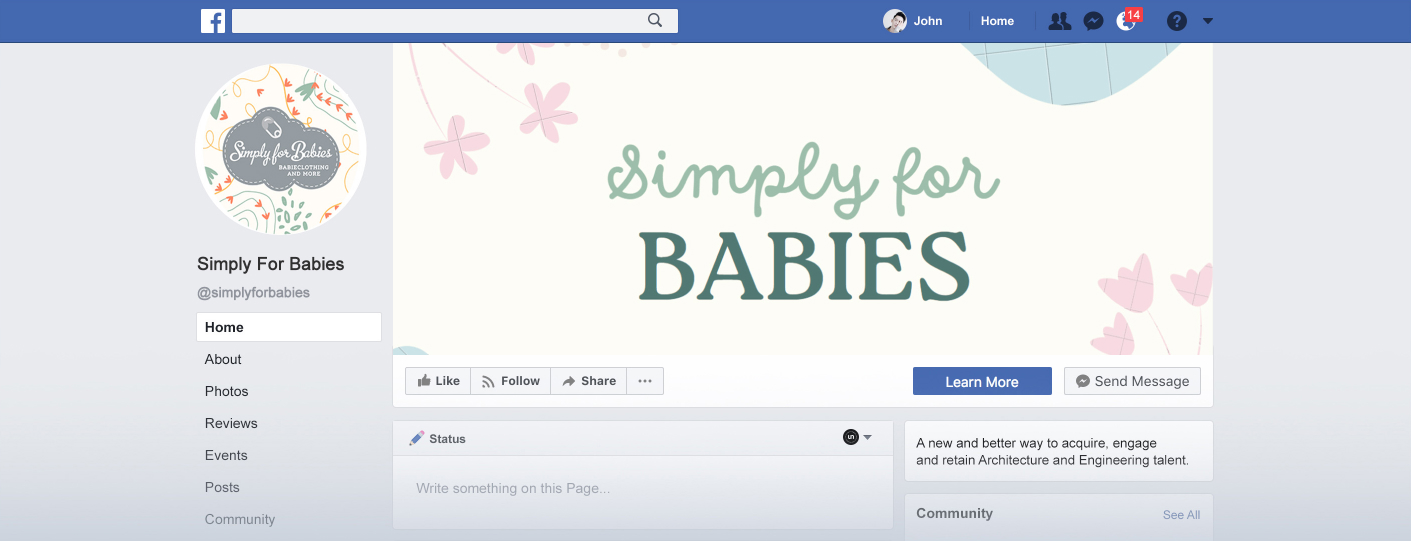 f
John
Home
14
?
Simply for Babies
BABIECLOTHING
AND MORE
Simply for
BABIES
Simply For Babies
@simplyforbabies
Home
About
Photos
Reviews
Events
Posts
Community
Like
Follow
Share
...
Learn More
Send Message
Status
Write something on this Page...
A new and better way to acquire, engage
and retain Architecture and Engineering talent.
Community
See All